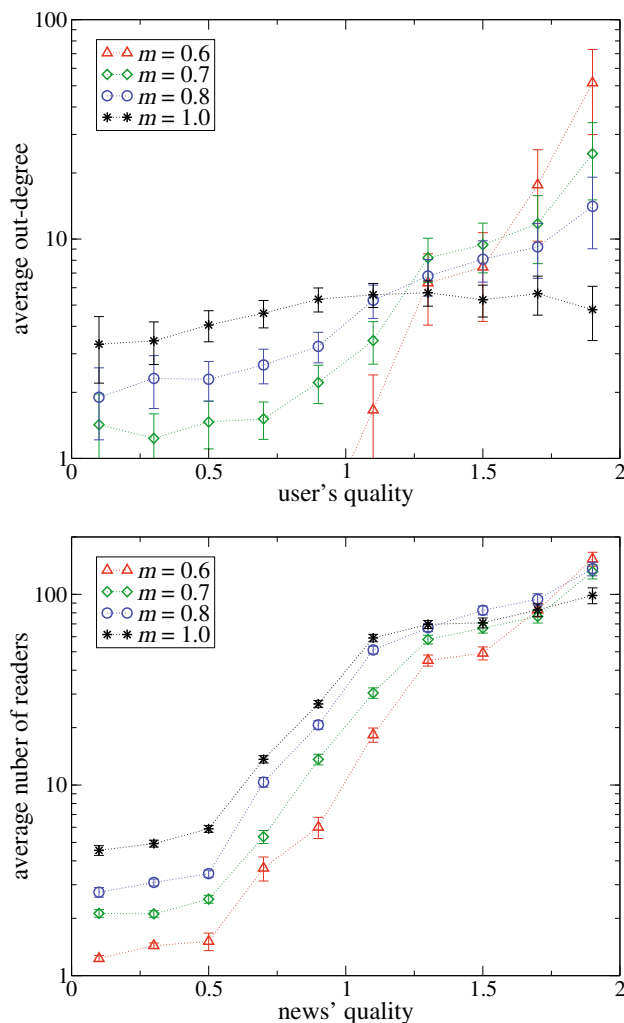 100
m = 0.6
m = 0.7
m = 0.8
m = 1.0
average out-degree
10
1
0 0.5 1 1.5 2
user's quality
m = 0.6
m = 0.7
m = 0.8
m = 1.0
100
average nuber of readers
10
1
0 0.5 1 1.5 2
news' quality